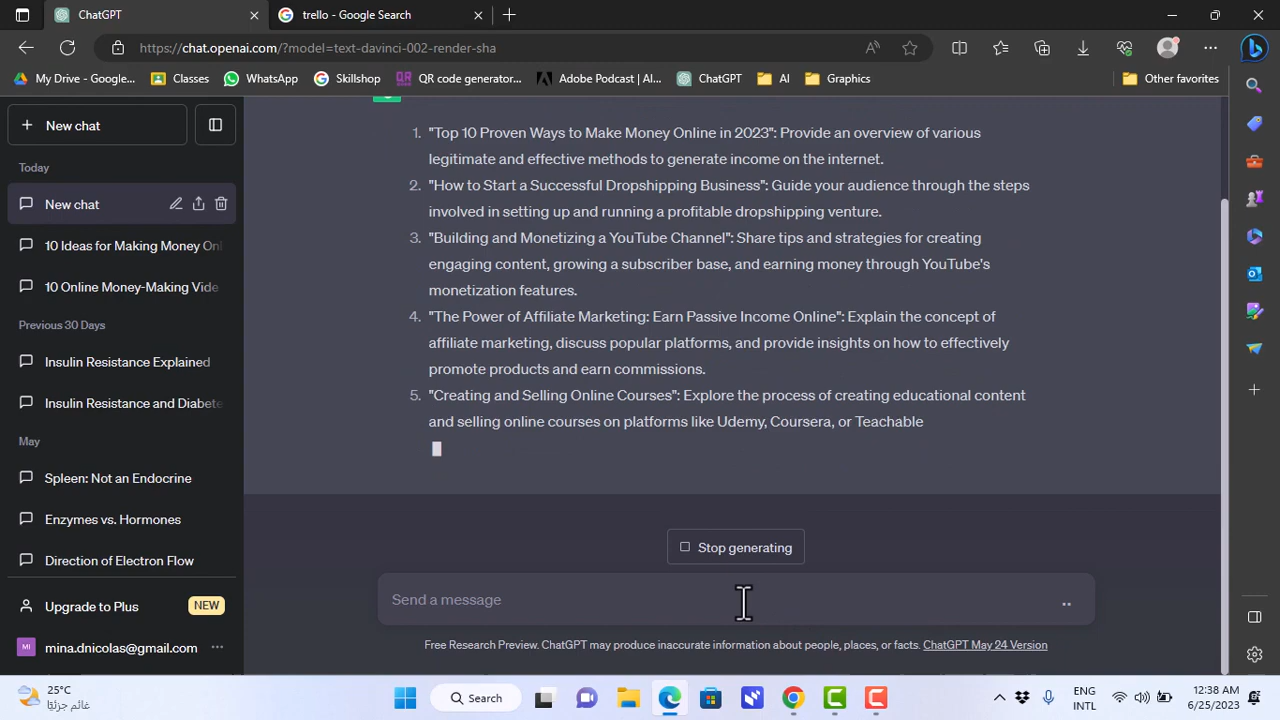 ChatGPT
trello - Google Search
https://chat.openai.com/?model=text-davinci-002-render-sha
My Drive - Google...
Classes
WhatsApp
Skillshop
QR code generator...
Adobe Podcast | AI...
ChatGPT
AI
Graphics
Other favorites
New chat
Today
New chat
10 Ideas for Making Money Onl
10 Online Money-Making Vide
Previous 30 Days
Insulin Resistance Explained
Insulin Resistance and Diabete
May
Spleen: Not an Endocrine
Enzymes vs. Hormones
Direction of Electron Flow
Upgrade to Plus
NEW
MI
mina.dnicolas@gmail.com
1. "Top 10 Proven Ways to Make Money Online in 2023": Provide an overview of various
legitimate and effective methods to generate income on the internet.
2. "How to Start a Successful Dropshipping Business": Guide your audience through the steps
involved in setting up and running a profitable dropshipping venture.
3. "Building and Monetizing a YouTube Channel": Share tips and strategies for creating
engaging content, growing a subscriber base, and earning money through YouTube's
monetization features.
4. "The Power of Affiliate Marketing: Earn Passive Income Online": Explain the concept of
affiliate marketing, discuss popular platforms, and provide insights on how to effectively
promote products and earn commissions.
5. "Creating and Selling Online Courses": Explore the process of creating educational content
and selling online courses on platforms like Udemy, Coursera, or Teachable
Stop generating
Send a message
Free Research Preview. ChatGPT may produce inaccurate information about people, places, or facts. ChatGPT May 24 Version
25°C
غائم جزئيًا
Search
ENG
INTL
12:38 AM
6/25/2023